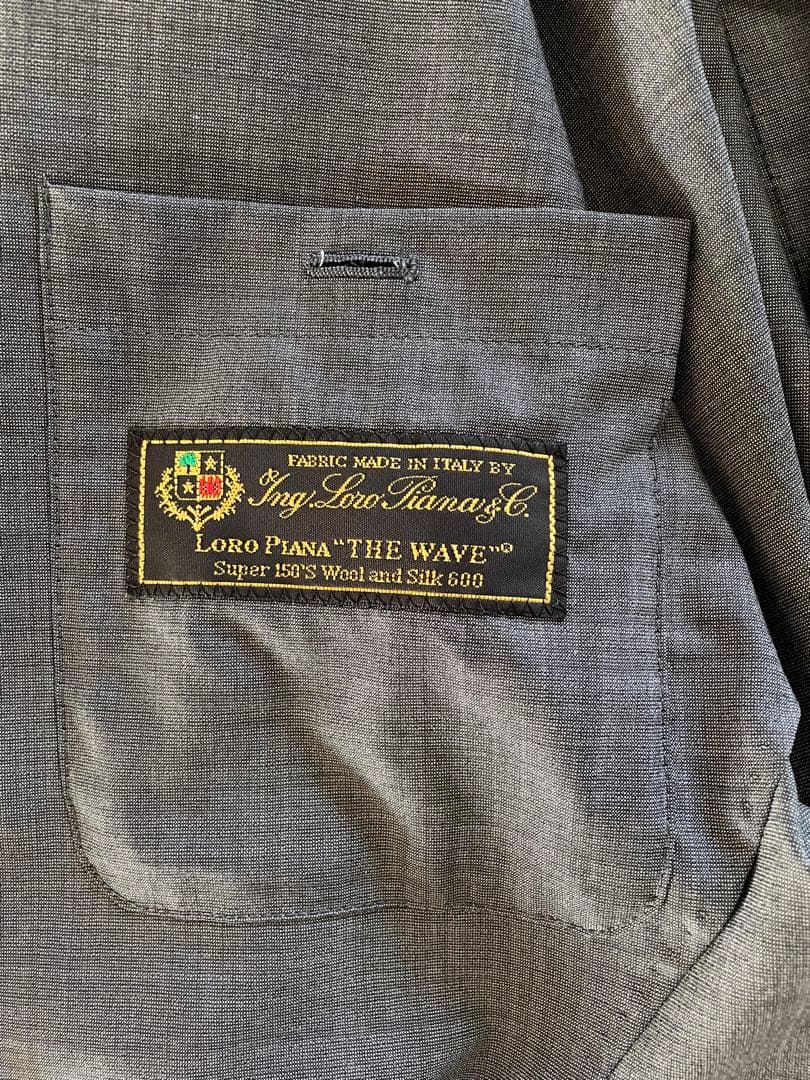 FABRIC MADE IN ITALY BY
Ing. Loro Piana & C.
LORO PIANA "THE WAVE"®
Super 150'S Wool and Silk 600